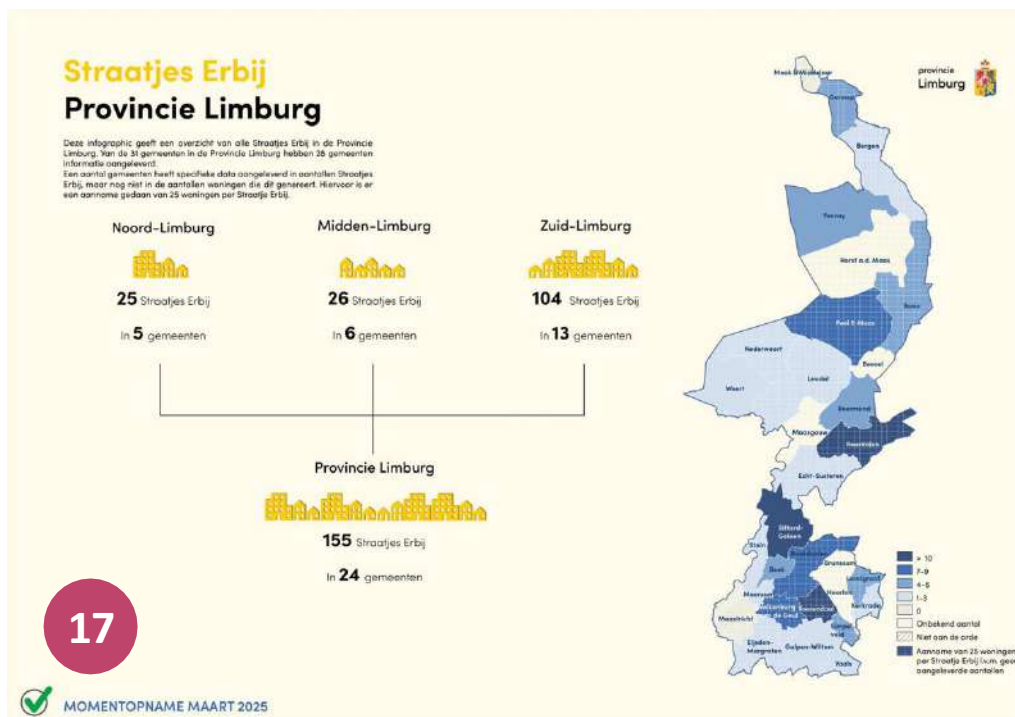 Straatjes Erbij
Provincie Limburg
Deze infographic geeft een overzicht van alle Straatjes Erbij in de Provincie
Limburg. Van de 31 gemeenten in de Provincie Limburg hebben 28 gemeenten
informatie aangeleverd.
Een aantal gemeenten heeft specifieke data aangeleverd in aantallen Straatjes
Erbij, maar nog niet in de aantallen woningen die dit genereert. Hiervoor is er
een aanname gedaan van 25 woningen per Straatje Erbij.
provincie
Limburg
Noord-Limburg
25 Straatjes Erbij
In 5 gemeenten
Midden-Limburg
26 Straatjes Erbij
In 6 gemeenten
Zuid-Limburg
104 Straatjes Erbij
In 13 gemeenten
Provincie Limburg
155 Straatjes Erbij
In 24 gemeenten
Gennep
Bergen
Venray
Horst a.d. Maas
Venlo
Peel & Maas
Beesel
Nederweert
Leudal
Weert
Roermond
Maasgouw
Roerdalen
Echt-Susteren
Sittard-
Geleen
Stein
Beek
Brunssum
Landgraaf
Heerlen
Kerkrade
Meerssen
Valkenburg
a/d Geul
Maastricht
Simpel
veld
Eijsden-
Margraten
Gulpen-Wittem
Vaals
> 10
7-9
4-6
1-3
0
Onbekend aantal
Niet aan de orde
Aanname van 25 woningen
per Straatje Erbij i.v.m. geen
aangeleverde aantallen
17
MOMENTOPNAME MAART 2025